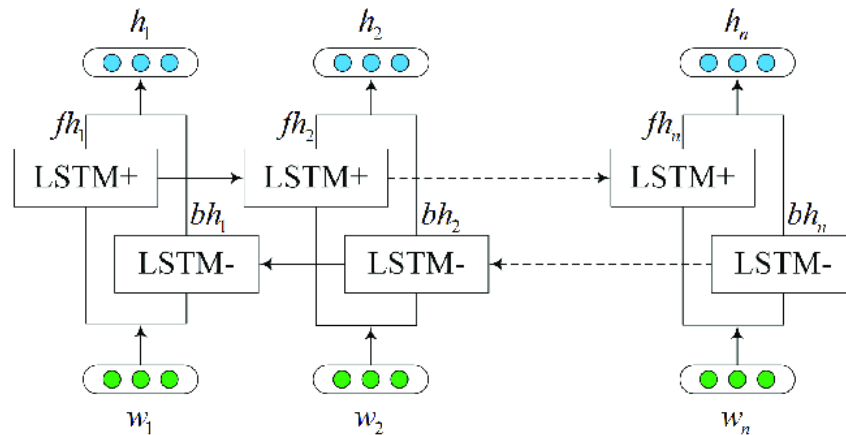 h₁ h₂ hₙ
fh₁ fh₂ fhₙ
LSTM+ LSTM+ LSTM+
bh₁ bh₂ bhₙ
LSTM- LSTM- LSTM-
w₁ w₂ wₙ